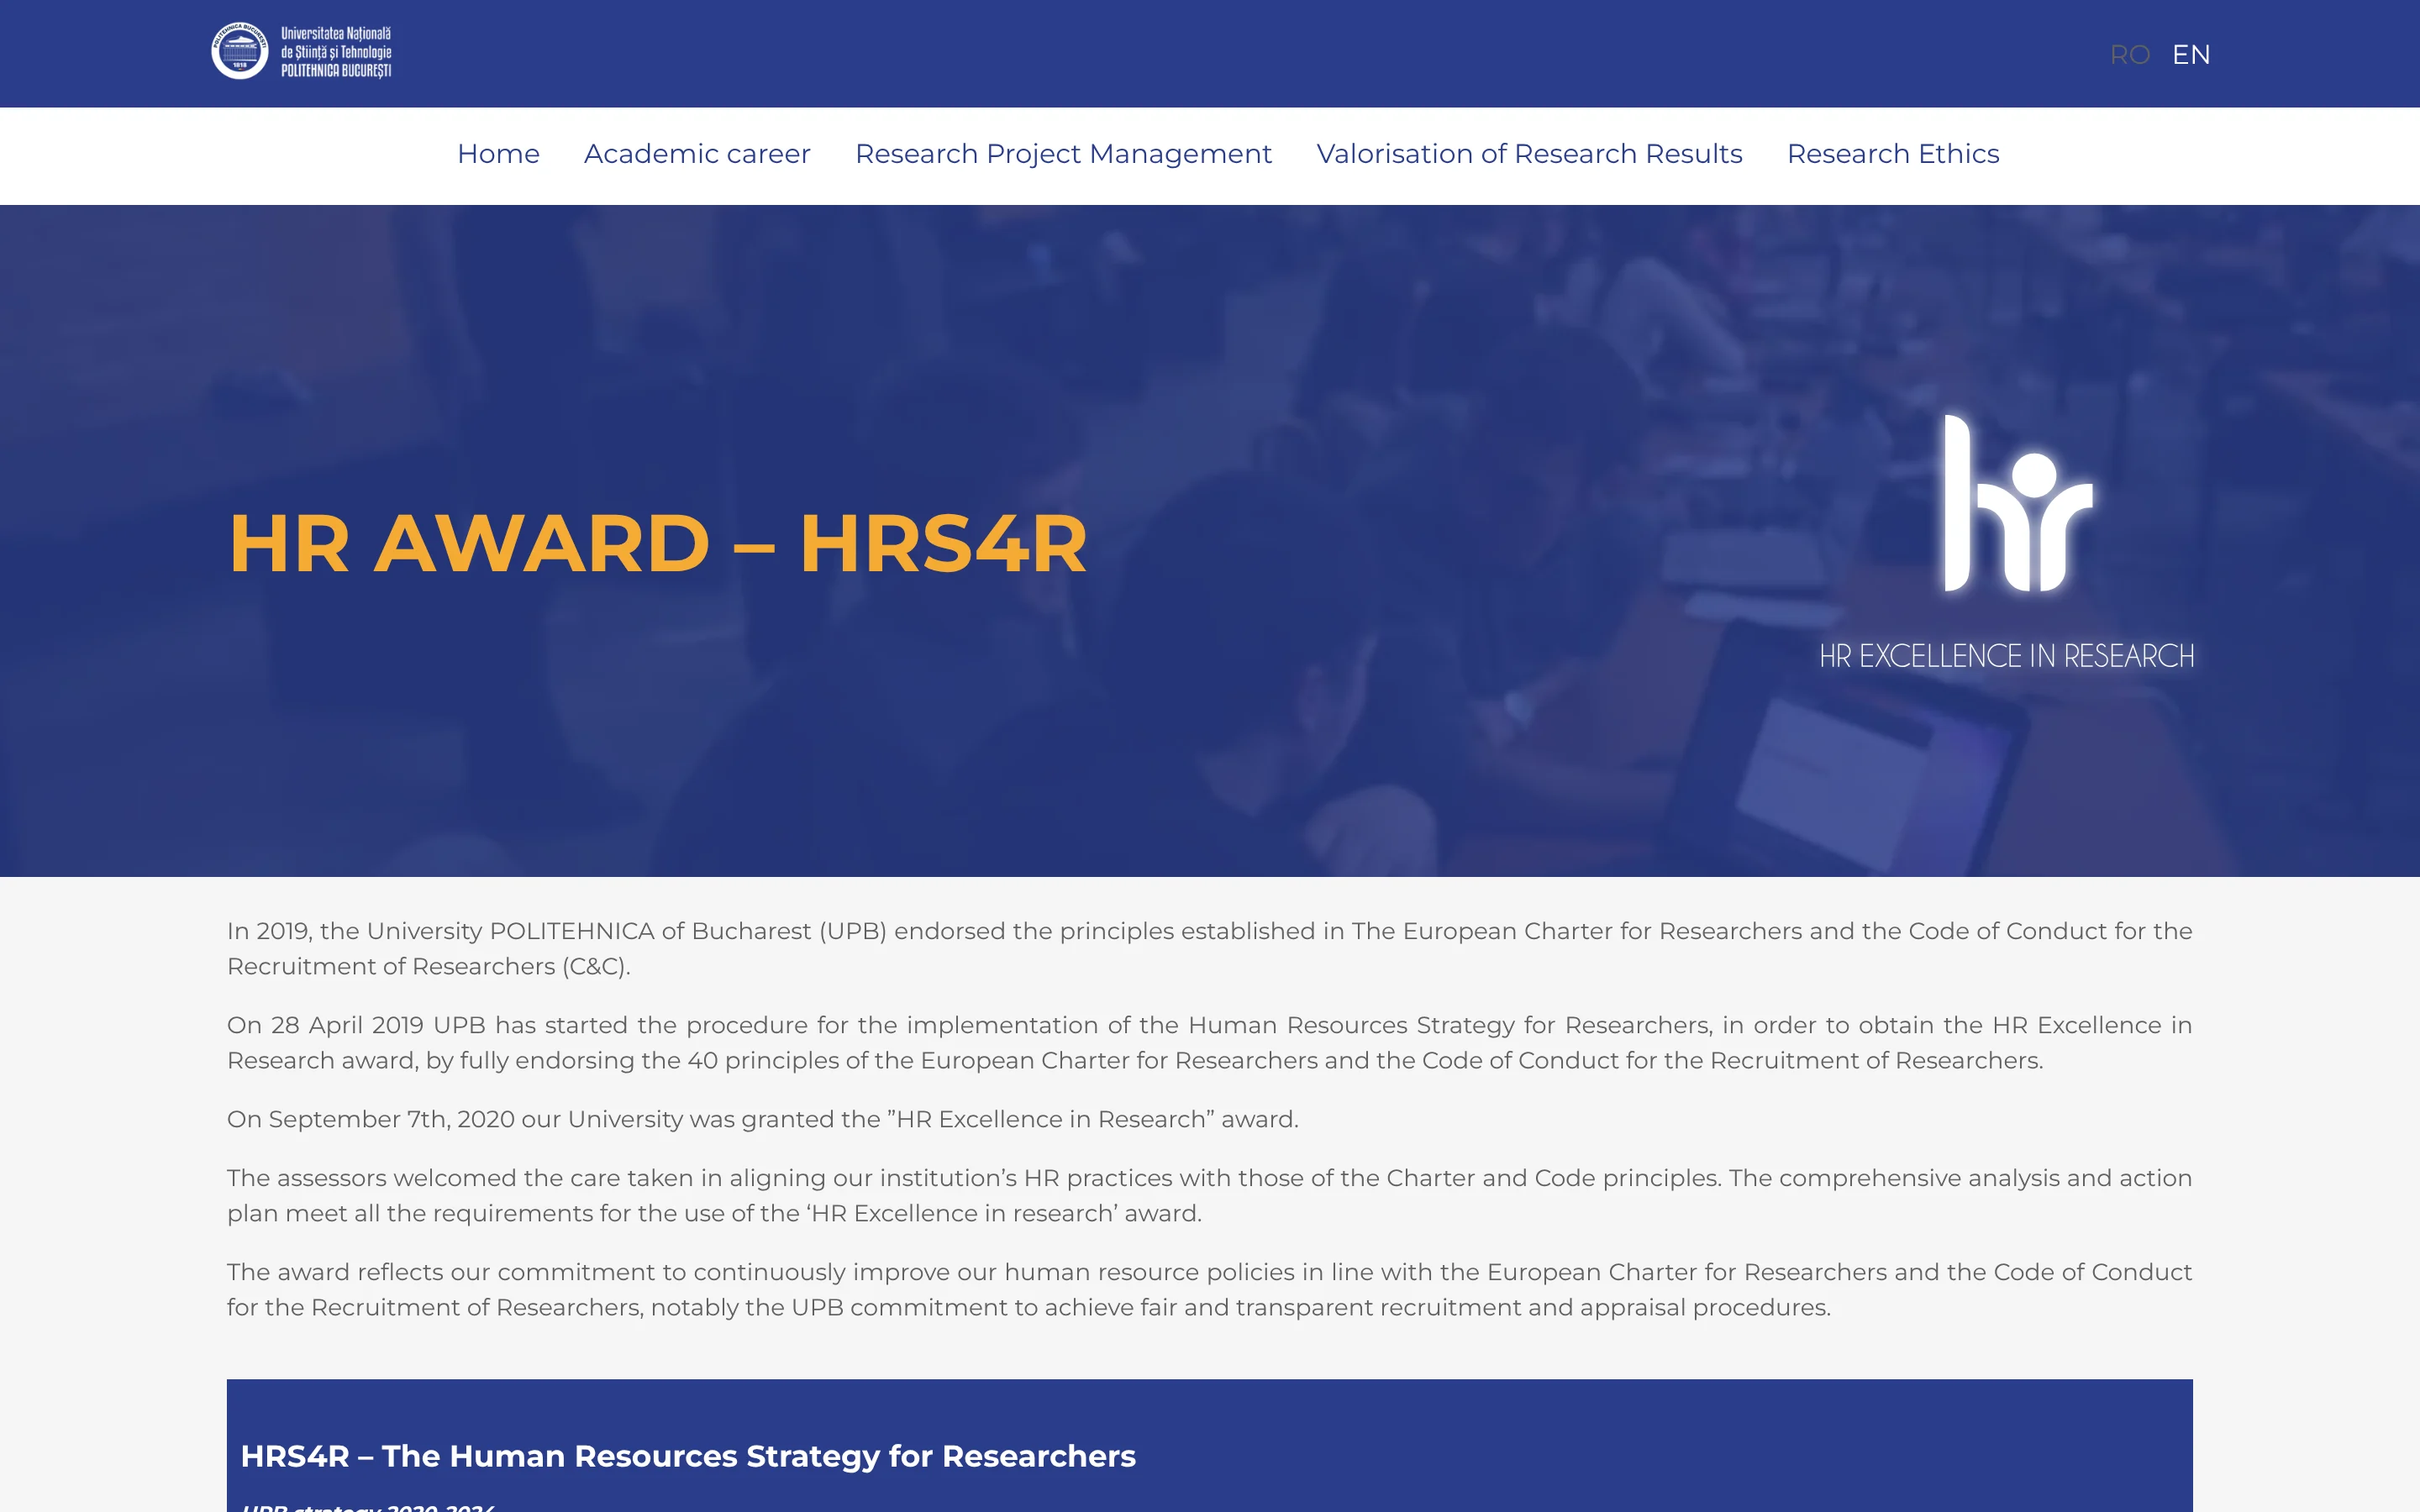 POLITEHNICA BUCUREȘTI
1818
Universitatea Națională
de Știință și Tehnologie
POLITEHNICA BUCUREȘTI
RO EN
Home Academic career Research Project Management Valorisation of Research Results Research Ethics
HR AWARD – HRS4R
hr
HR EXCELLENCE IN RESEARCH
In 2019, the University POLITEHNICA of Bucharest (UPB) endorsed the principles established in The European Charter for Researchers and the Code of Conduct for the
Recruitment of Researchers (C&C).
On 28 April 2019 UPB has started the procedure for the implementation of the Human Resources Strategy for Researchers, in order to obtain the HR Excellence in
Research award, by fully endorsing the 40 principles of the European Charter for Researchers and the Code of Conduct for the Recruitment of Researchers.
On September 7th, 2020 our University was granted the ”HR Excellence in Research” award.
The assessors welcomed the care taken in aligning our institution’s HR practices with those of the Charter and Code principles. The comprehensive analysis and action
plan meet all the requirements for the use of the ‘HR Excellence in research’ award.
The award reflects our commitment to continuously improve our human resource policies in line with the European Charter for Researchers and the Code of Conduct
for the Recruitment of Researchers, notably the UPB commitment to achieve fair and transparent recruitment and appraisal procedures.
HRS4R – The Human Resources Strategy for Researchers
UPB strategy 2020-2024